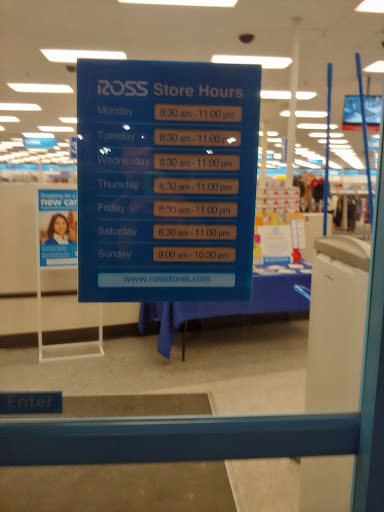 ROSS Store Hours
Monday 8:30 am - 11:00 pm
Tuesday 8:30 am - 11:00 pm
Wednesday 8:30 am - 11:00 pm
Thursday 8:30 am - 11:00 pm
Friday 8:30 am - 11:00 pm
Saturday 8:30 am - 11:00 pm
Sunday 9:00 am - 10:30 pm
www.rossstores.com
new car
Enter